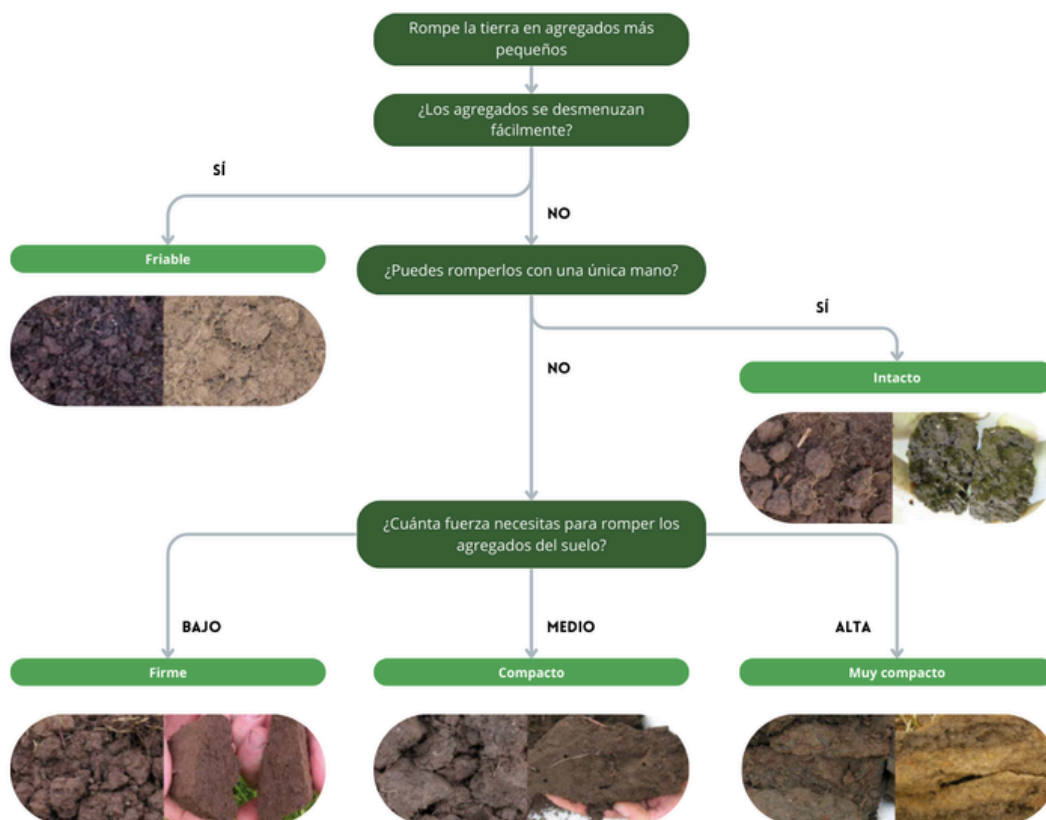 Rompe la tierra en agregados más
pequeños
¿Los agregados se desmenuzan
fácilmente?
SÍ
NO
Friable
¿Puedes romperlos con una única mano?
SÍ
NO
Intacto
¿Cuánta fuerza necesitas para romper los
agregados del suelo?
BAJO
MEDIO
ALTA
Firme
Compacto
Muy compacto